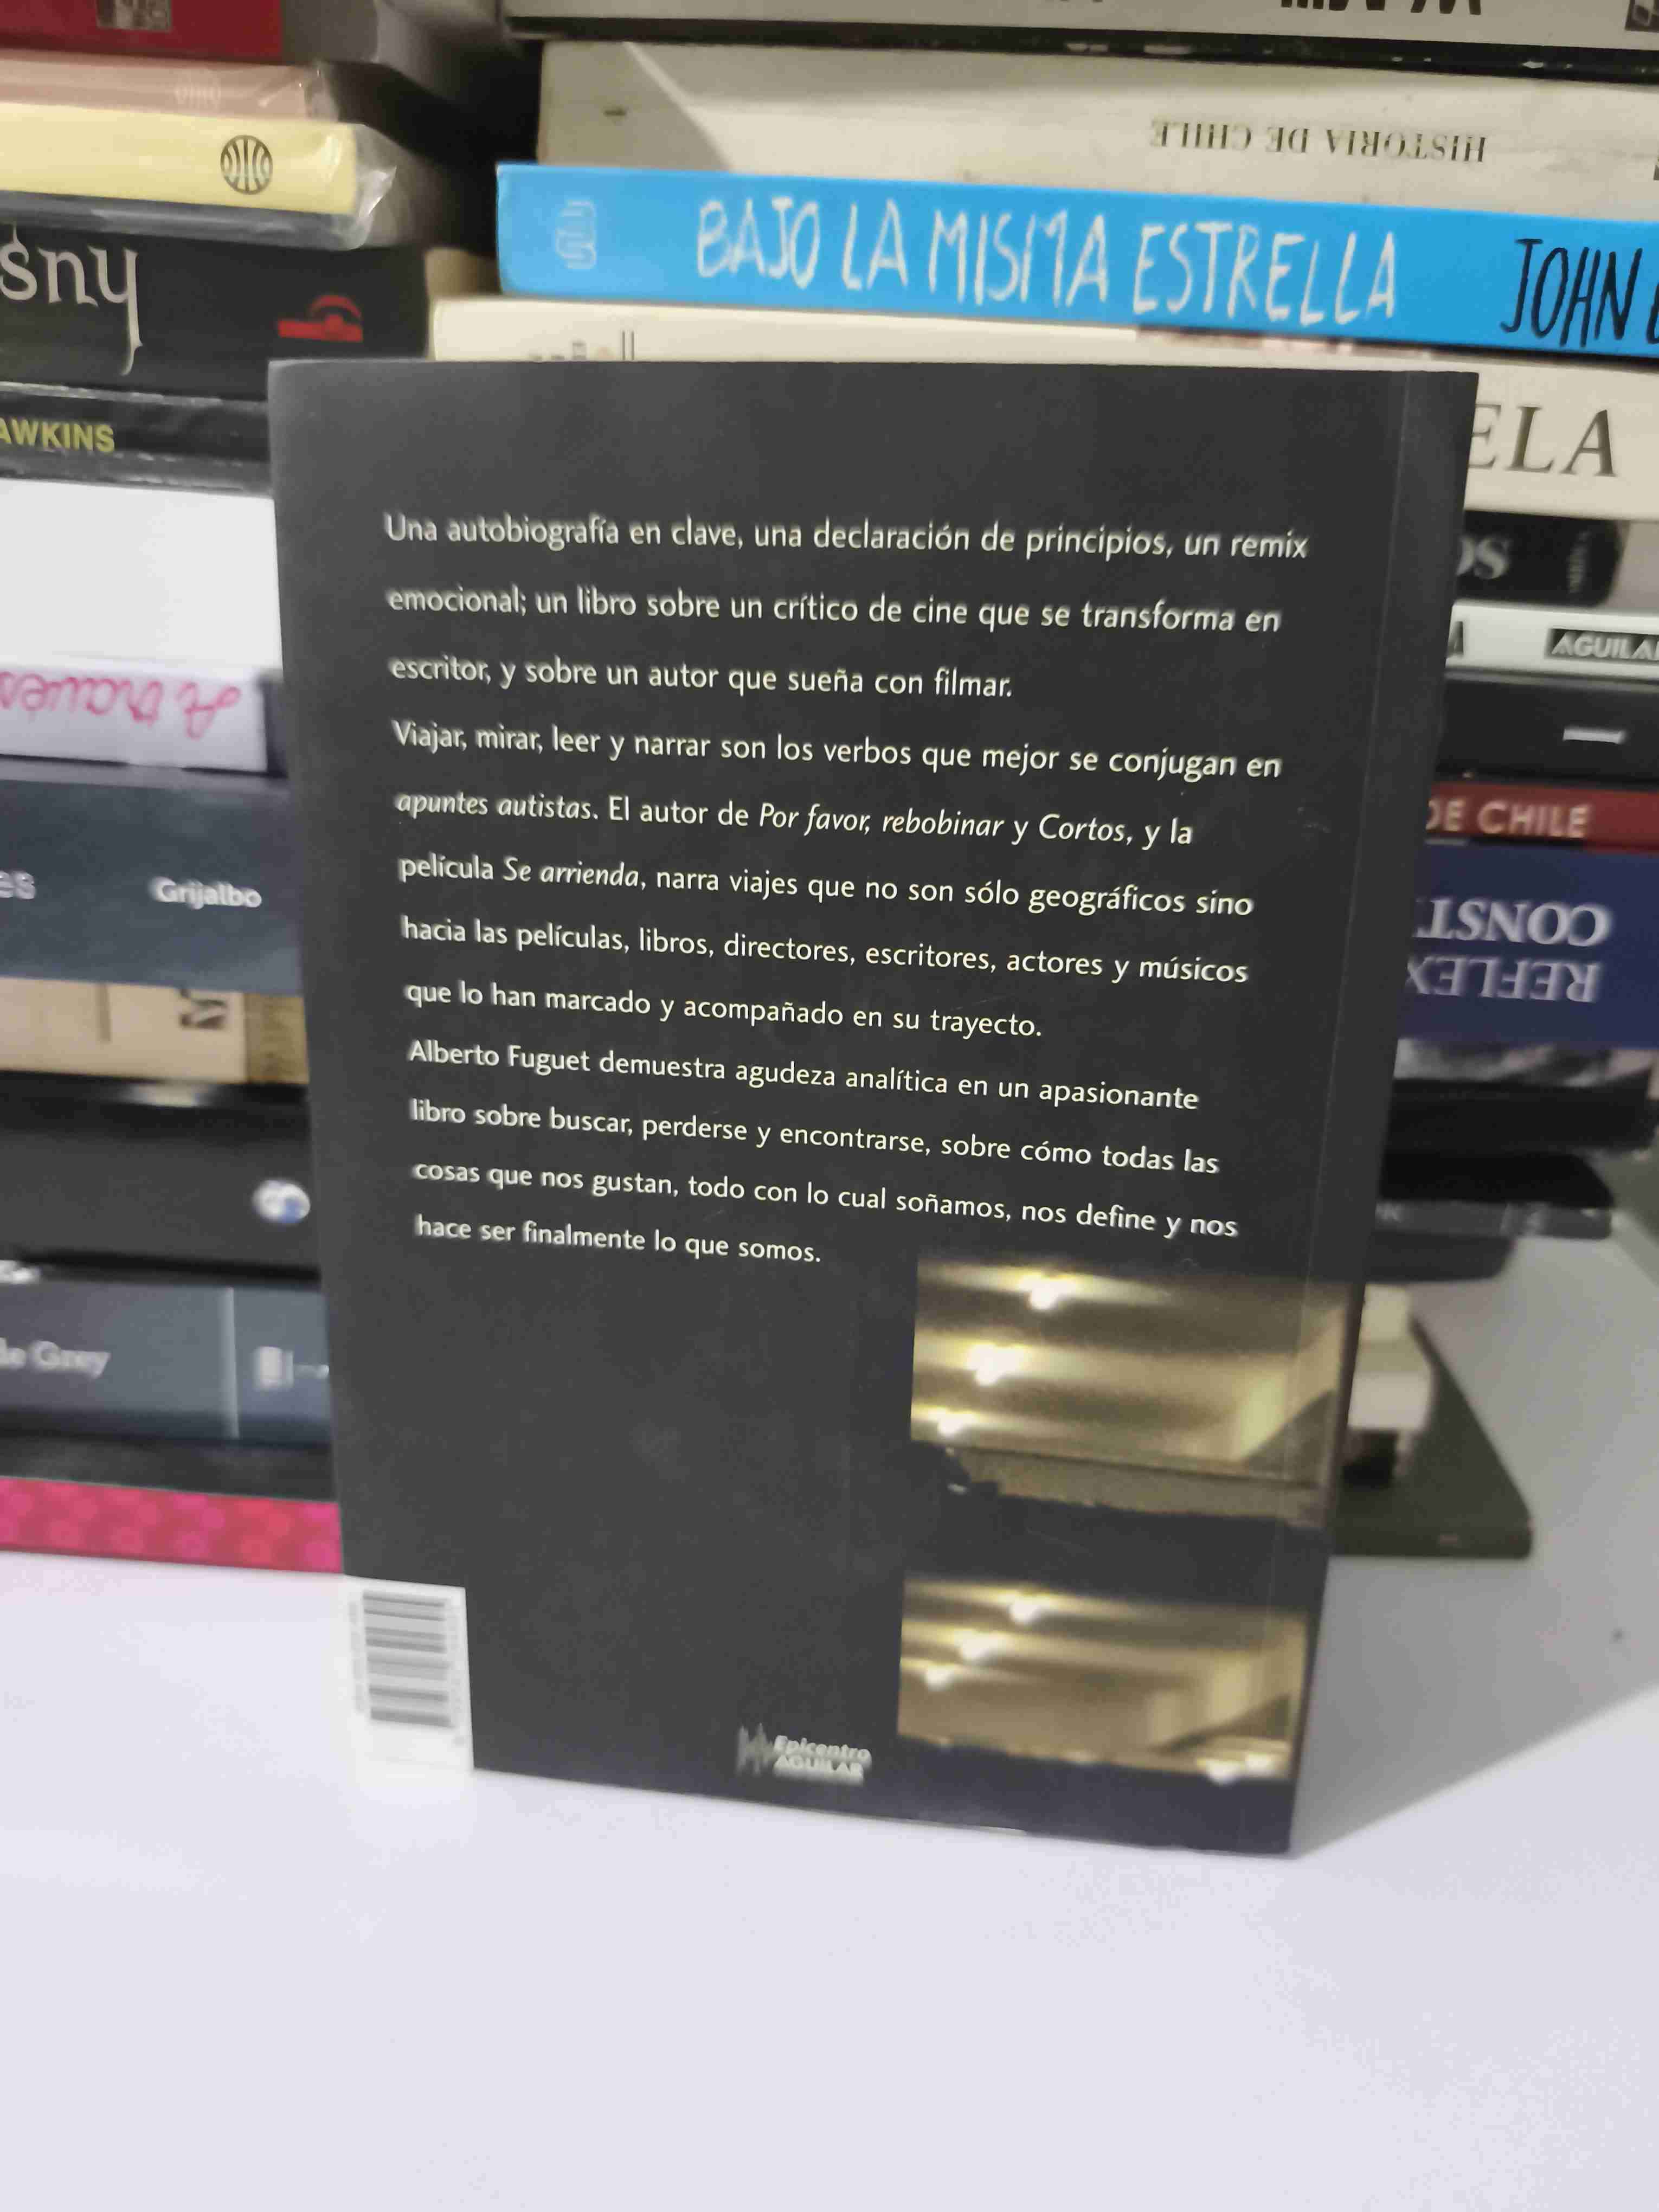 HISTORIA DE CHILE
BAJO LA MISMA ESTRELLA JOHN
šny
AWKINS
ELA
OS
AGUILAR
A través
DE CHILE
es Grijalbo
CONST
REFLEX
de Grey
Una autobiografía en clave, una declaración de principios, un remix
emocional; un libro sobre un crítico de cine que se transforma en
escritor, y sobre un autor que sueña con filmar.
Viajar, mirar, leer y narrar son los verbos que mejor se conjugan en
apuntes autistas. El autor de Por favor, rebobinar y Cortos, y la
película Se arrienda, narra viajes que no son sólo geográficos sino
hacia las películas, libros, directores, escritores, actores y músicos
que lo han marcado y acompañado en su trayecto.
Alberto Fuguet demuestra agudeza analítica en un apasionante
libro sobre buscar, perderse y encontrarse, sobre cómo todas las
cosas que nos gustan, todo con lo cual soñamos, nos define y nos
hace ser finalmente lo que somos.
Epicentro
AGUILAR